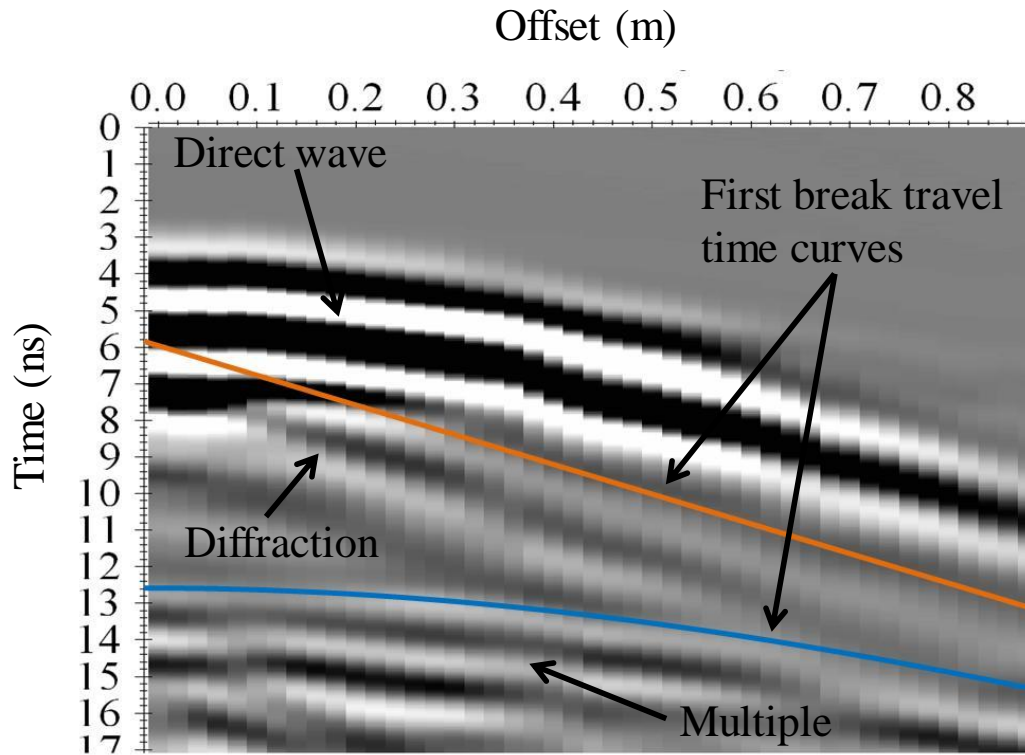 Offset (m)
0.0 0.1 0.2 0.3 0.4 0.5 0.6 0.7 0.8
Time (ns)
0
1
2
3
4
5
6
7
8
9
10
11
12
13
14
15
16
17
Direct wave
First break travel
time curves
Diffraction
Multiple